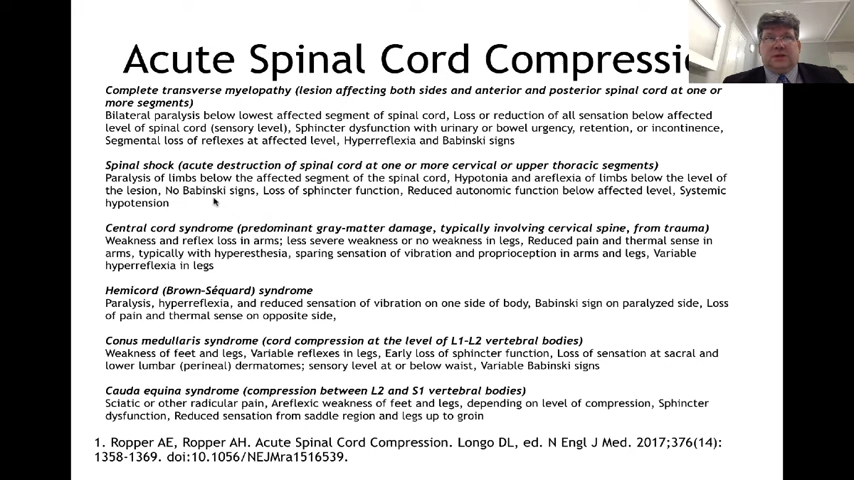 Acute Spinal Cord Compressi
Complete transverse myelopathy (lesion affecting both sides and anterior and posterior spinal cord at one or
more segments)
Bilateral paralysis below lowest affected segment of spinal cord, Loss or reduction of all sensation below affected
level of spinal cord (sensory level), Sphincter dysfunction with urinary or bowel urgency, retention, or incontinence,
Segmental loss of reflexes at affected level, Hyperreflexia and Babinski signs
Spinal shock (acute destruction of spinal cord at one or more cervical or upper thoracic segments)
Paralysis of limbs below the affected segment of the spinal cord, Hypotonia and areflexia of limbs below the level of
the lesion, No Babinski signs, Loss of sphincter function, Reduced autonomic function below affected level, Systemic
hypotension
Central cord syndrome (predominant gray-matter damage, typically involving cervical spine, from trauma)
Weakness and reflex loss in arms; less severe weakness or no weakness in legs, Reduced pain and thermal sense in
arms, typically with hyperesthesia, sparing sensation of vibration and proprioception in arms and legs, Variable
hyperreflexia in legs
Hemicord (Brown-Séquard) syndrome
Paralysis, hyperreflexia, and reduced sensation of vibration on one side of body, Babinski sign on paralyzed side, Loss
of pain and thermal sense on opposite side,
Conus medullaris syndrome (cord compression at the level of L1-L2 vertebral bodies)
Weakness of feet and legs, Variable reflexes in legs, Early loss of sphincter function, Loss of sensation at sacral and
lower lumbar (perineal) dermatomes; sensory level at or below waist, Variable Babinski signs
Cauda equina syndrome (compression between L2 and S1 vertebral bodies)
Sciatic or other radicular pain, Areflexic weakness of feet and legs, depending on level of compression, Sphincter
dysfunction, Reduced sensation from saddle region and legs up to groin
1. Ropper AE, Ropper AH. Acute Spinal Cord Compression. Longo DL, ed. N Engl J Med. 2017;376(14):
1358-1369. doi:10.1056/NEJMra1516539.